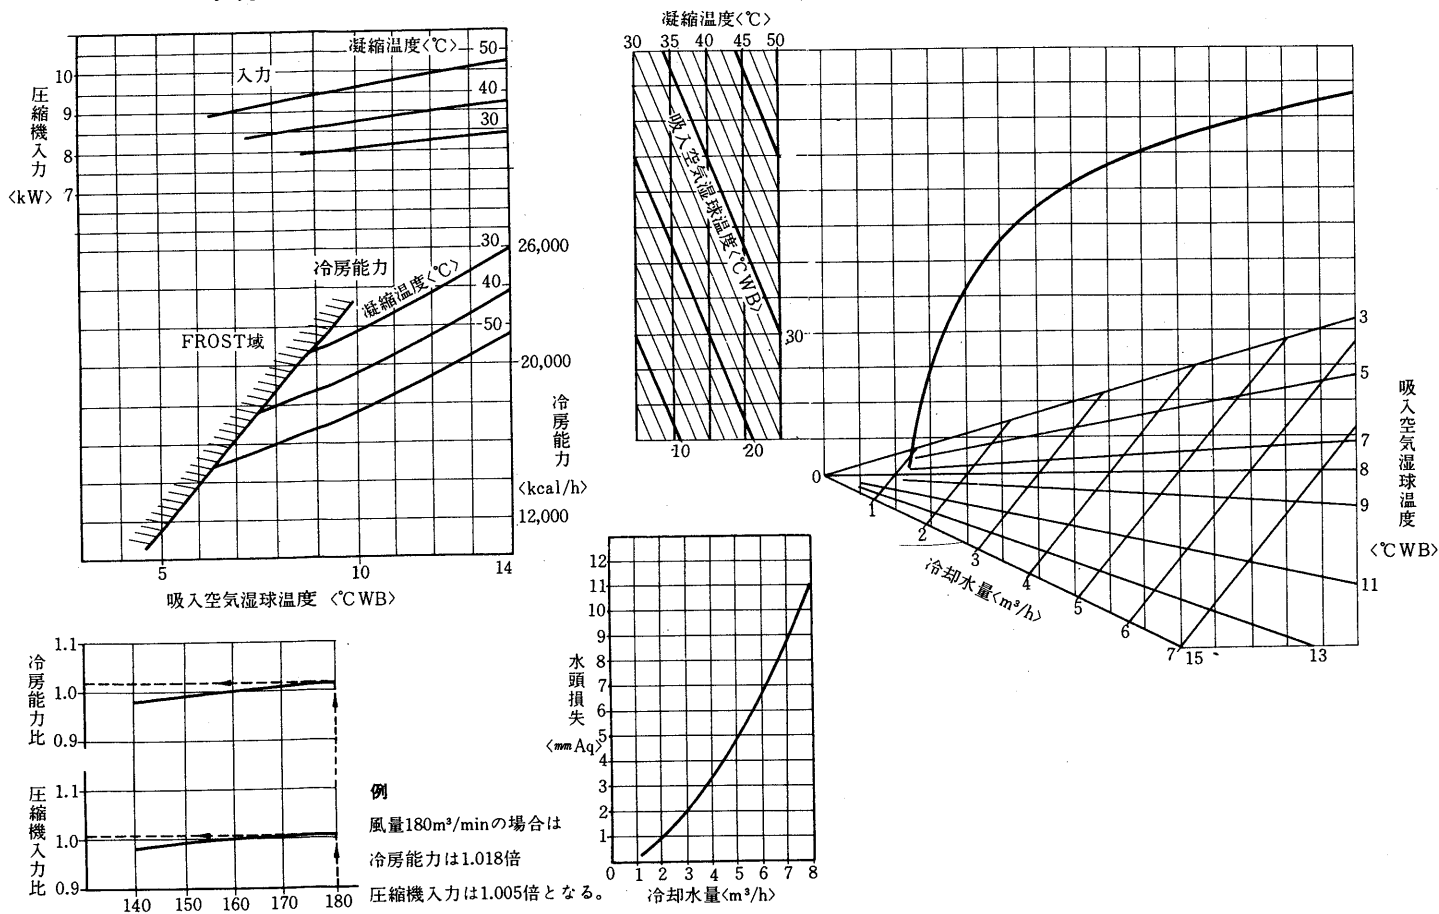 凝縮温度<℃>
50
40
30
入力
10
9
8
7
圧縮機入力
<kW>
冷房能力
凝縮温度<℃>
30
40
50
FROST域
26,000
20,000
12,000
冷房能力
<kcal/h>
5 10 14
吸入空気湿球温度 <℃WB>
凝縮温度<℃>
30 35 40 45 50
吸入空気湿球温度<℃WB>
30
10 20
0
3
5
7
8
9
11
13
15
吸入空気湿球温度
<℃WB>
1
2
3
4
5
6
7
冷却水量<m³/h>
冷房能力比
1.1
1.0
0.9
圧縮機入力比
1.1
1.0
0.9
140 150 160 170 180
例
風量180m³/minの場合は
冷房能力は1.018倍
圧縮機入力は1.005倍となる。
水頭損失
<mmAq>
12
11
10
9
8
7
6
5
4
3
2
1
0 1 2 3 4 5 6 7 8
冷却水量<m³/h>